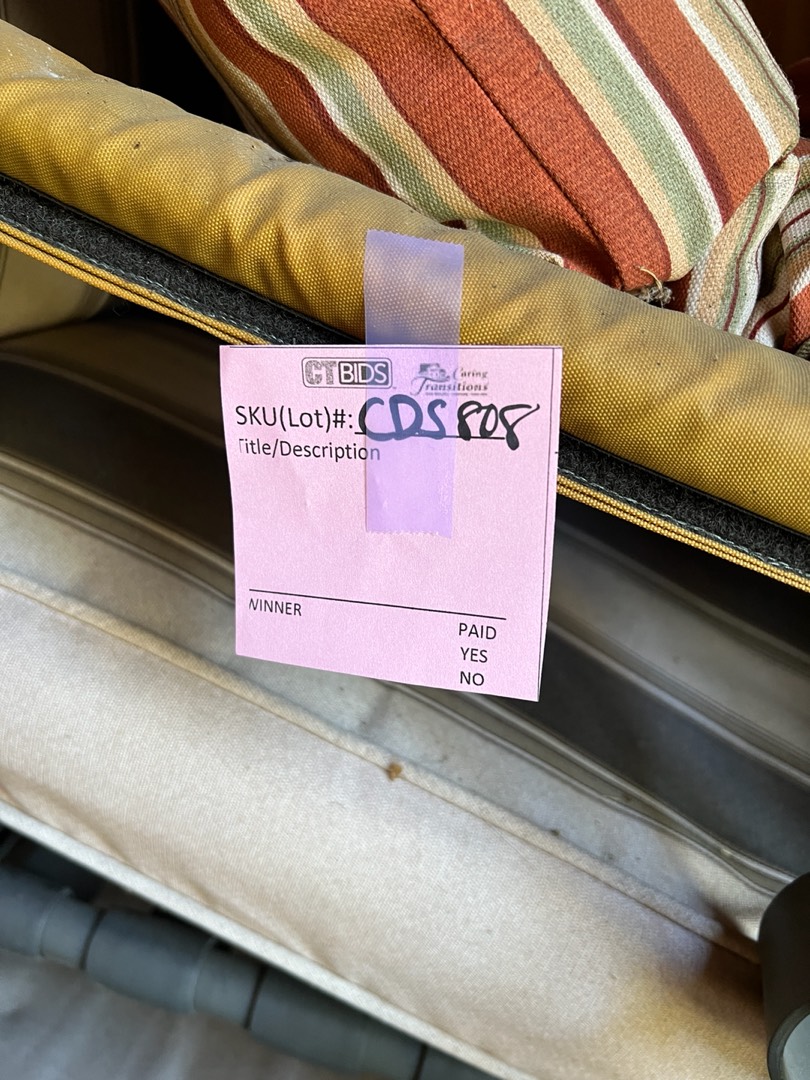 CTBIDS
Caring Transitions
SKU(Lot)#: CDS808
Title/Description
WINNER
PAID
YES
NO